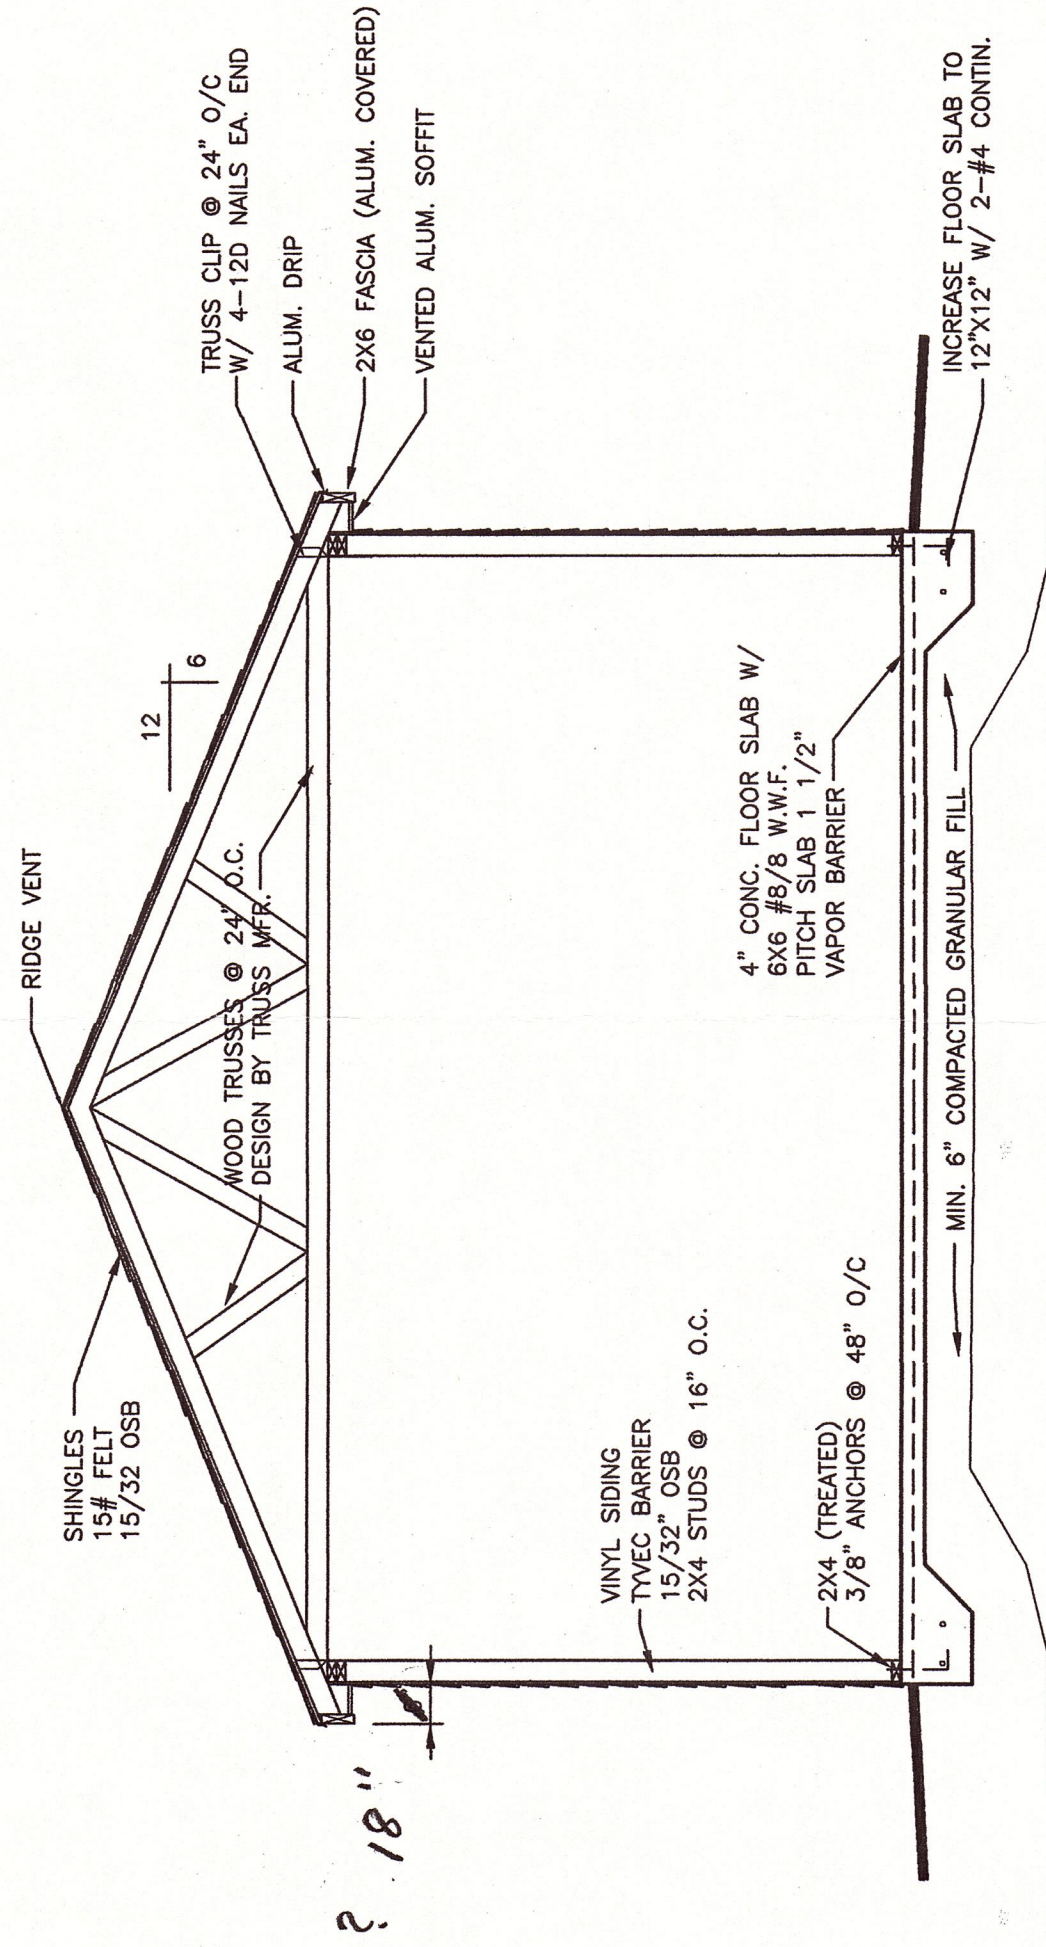 RIDGE VENT
SHINGLES
15# FELT
15/32 OSB
12
6
TRUSS CLIP @ 24" O/C
W/ 4-12D NAILS EA. END
ALUM. DRIP
2X6 FASCIA (ALUM. COVERED)
VENTED ALUM. SOFFIT
WOOD TRUSSES @ 24" O.C.
DESIGN BY TRUSS MFR.
? 18"
VINYL SIDING
TYVEC BARRIER
15/32" OSB
2X4 STUDS @ 16" O.C.
4" CONC. FLOOR SLAB W/
6X6 #8/8 W.W.F.
PITCH SLAB 1 1/2"
VAPOR BARRIER
2X4 (TREATED)
3/8" ANCHORS @ 48" O/C
MIN. 6" COMPACTED GRANULAR FILL
INCREASE FLOOR SLAB TO
12"X12" W/ 2-#4 CONTIN.